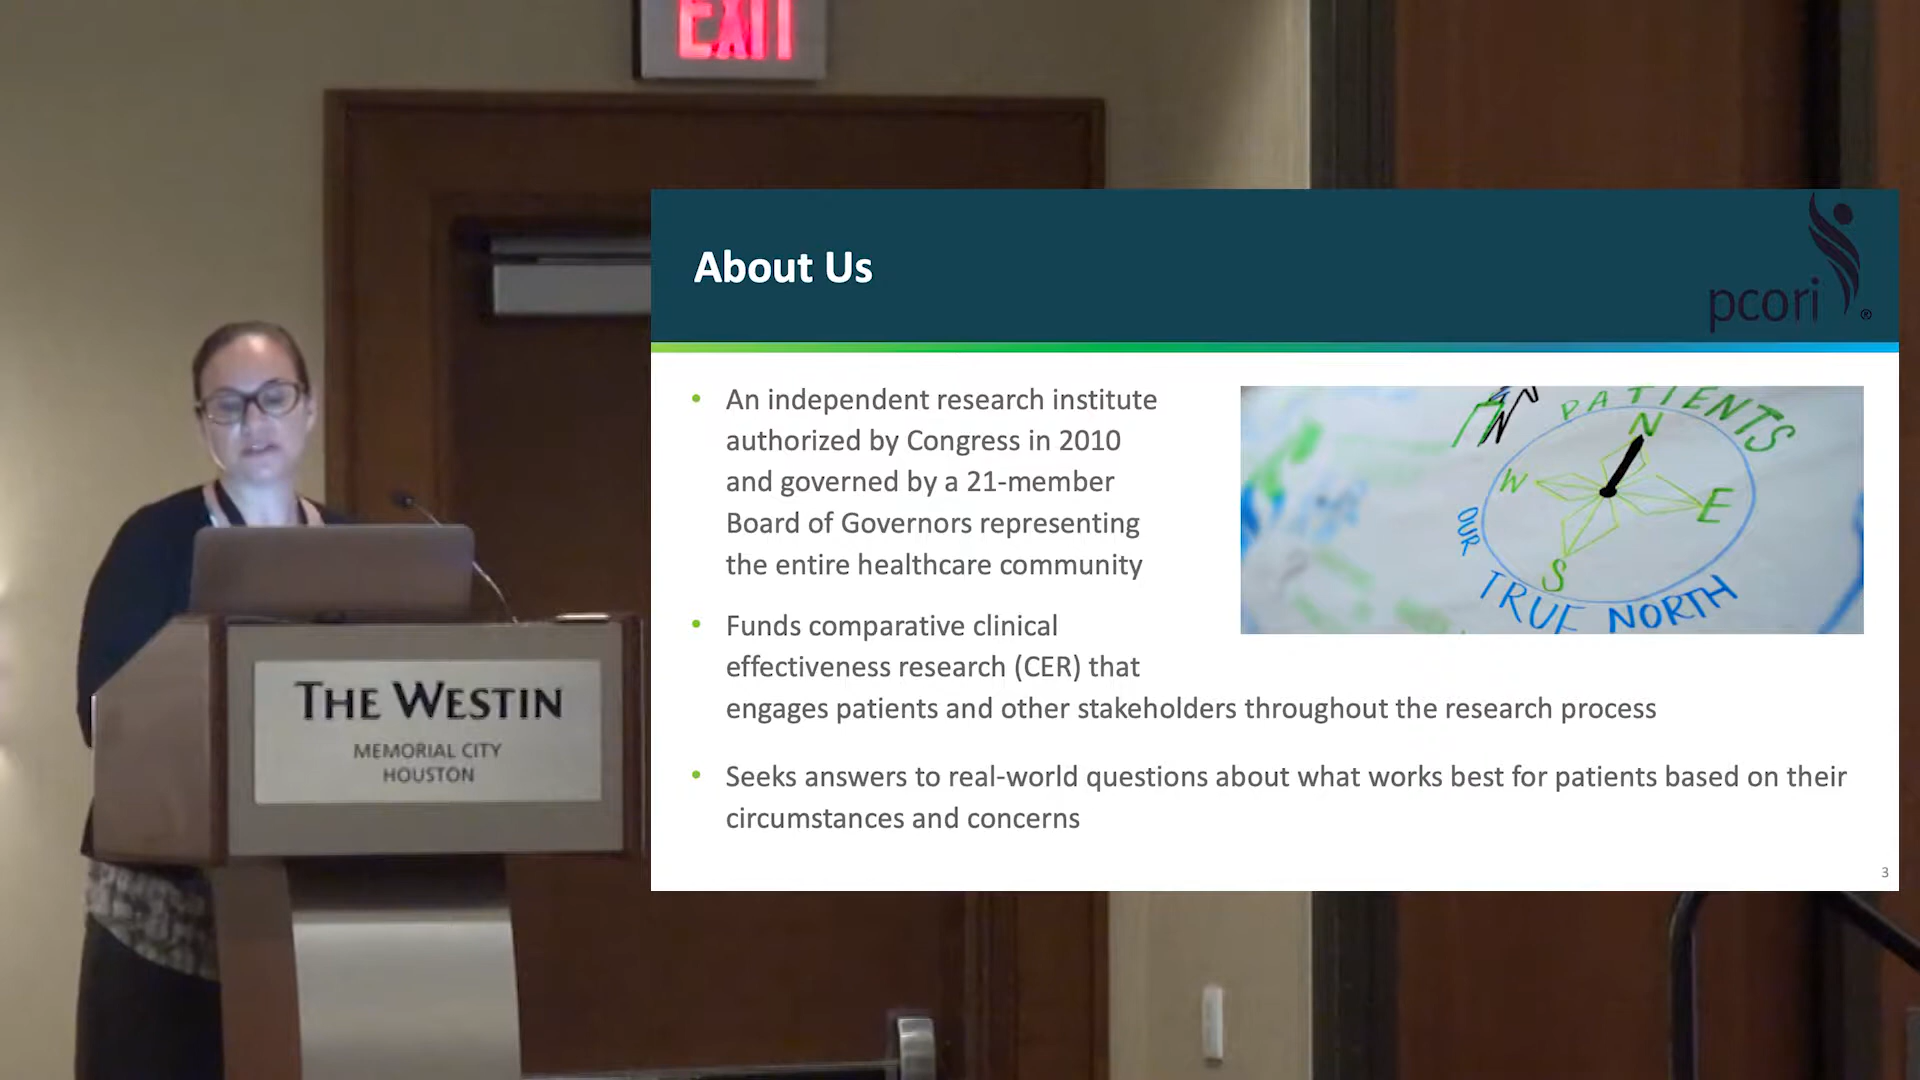 EXIT
About Us
pcori
®
• An independent research institute
authorized by Congress in 2010
and governed by a 21-member
Board of Governors representing
the entire healthcare community
• Funds comparative clinical
effectiveness research (CER) that
engages patients and other stakeholders throughout the research process
• Seeks answers to real-world questions about what works best for patients based on their
circumstances and concerns
PATIENTS
N
W
E
S
OUR
TRUE NORTH
3
THE WESTIN
MEMORIAL CITY
HOUSTON